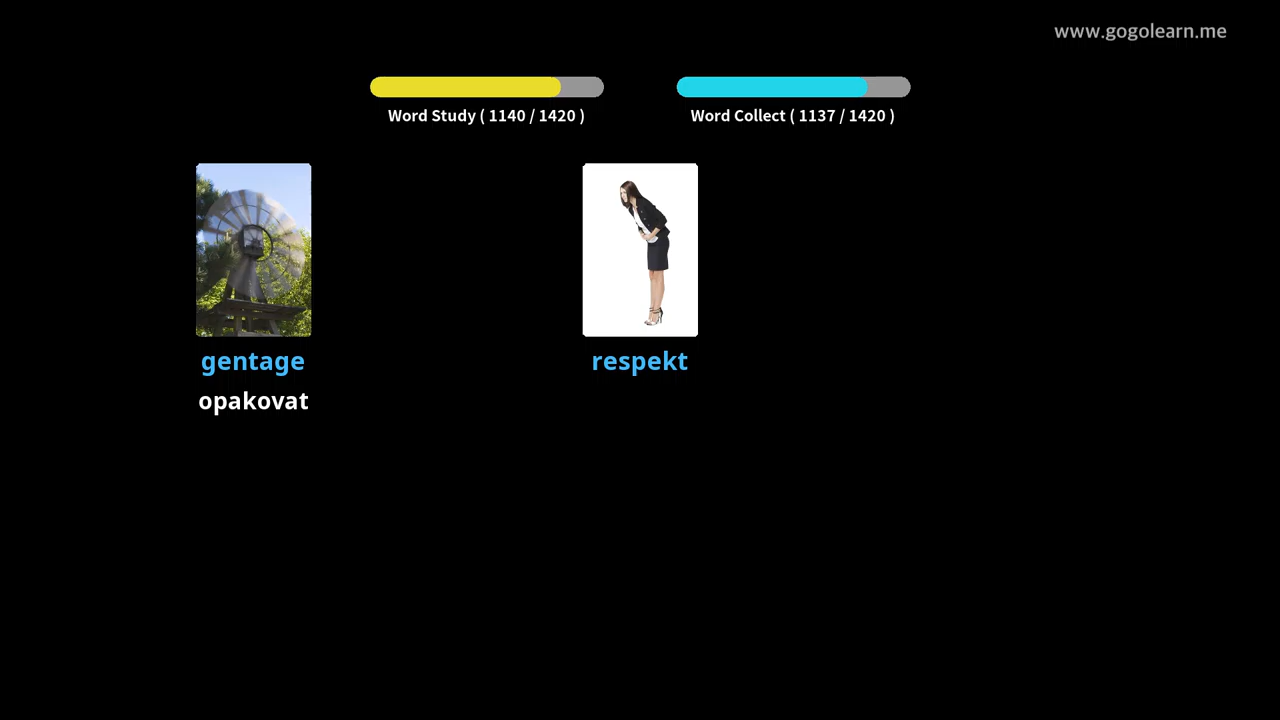 www.gogolearn.me
Word Study ( 1140 / 1420 )
Word Collect ( 1137 / 1420 )
gentage
respekt
opakovat